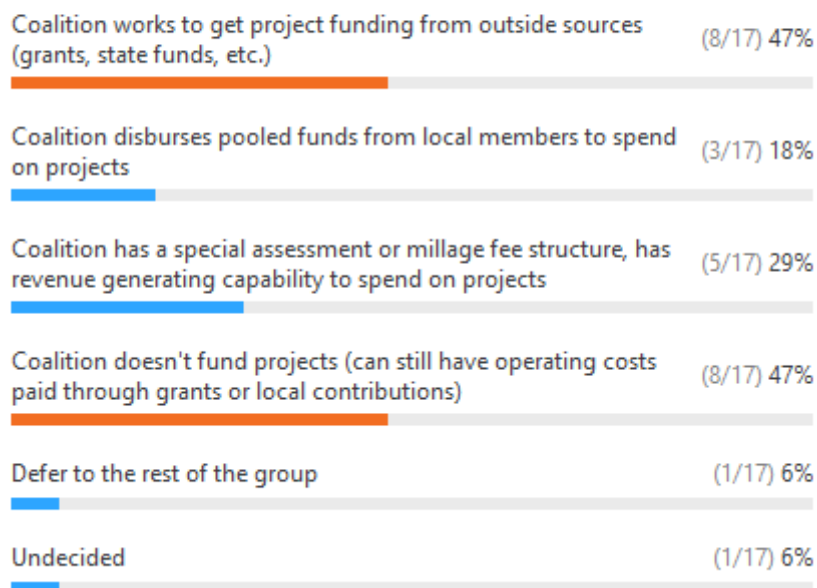 Coalition works to get project funding from outside sources
(grants, state funds, etc.)
(8/17) 47%
Coalition disburses pooled funds from local members to spend
on projects
(3/17) 18%
Coalition has a special assessment or millage fee structure, has
revenue generating capability to spend on projects
(5/17) 29%
Coalition doesn't fund projects (can still have operating costs
paid through grants or local contributions)
(8/17) 47%
Defer to the rest of the group
(1/17) 6%
Undecided
(1/17) 6%